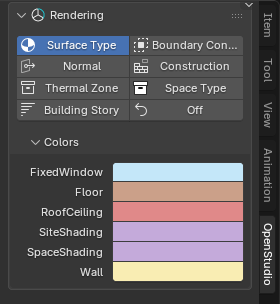 Rendering
Surface Type
Boundary Con...
Normal
Construction
Thermal Zone
Space Type
Building Story
Off
Colors
FixedWindow
Floor
RoofCeiling
SiteShading
SpaceShading
Wall
Item
Tool
View
Animation
OpenStudio